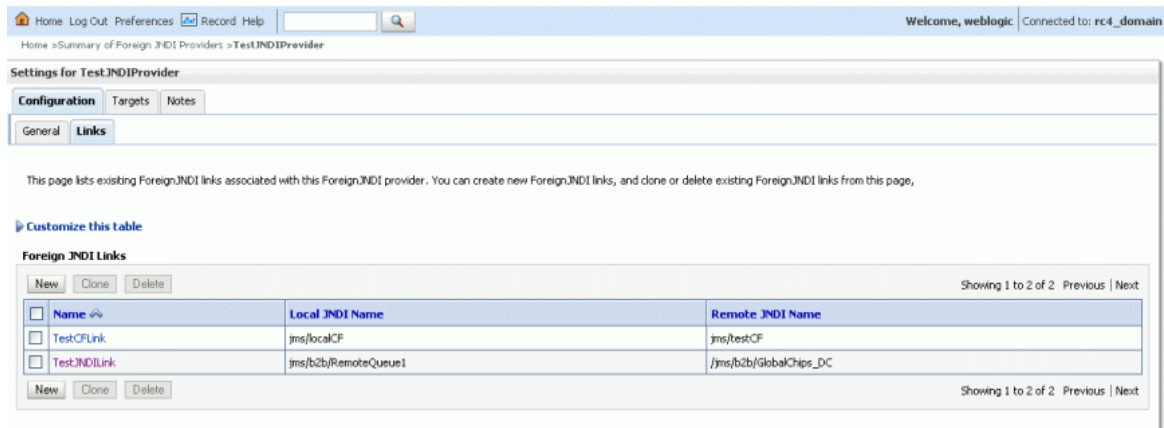 Home Log Out Preferences Record Help Welcome, weblogic Connected to: rc4_domain
Home >Summary of Foreign JNDI Providers >TestJNDIProvider
Settings for TestJNDIProvider
Configuration Targets Notes
General Links
This page lists exisiting ForeignJNDI links associated with this ForeignJNDI provider. You can create new ForeignJNDI links, and clone or delete existing ForeignJNDI links from this page,
Customize this table
Foreign JNDI Links
New Clone Delete Showing 1 to 2 of 2 Previous | Next
Name Local JNDI Name Remote JNDI Name
TestCFLink jms/localCF jms/testCF
TestJNDILink jms/b2b/RemoteQueue1 /jms/b2b/GlobalChips_DC
New Clone Delete Showing 1 to 2 of 2 Previous | Next